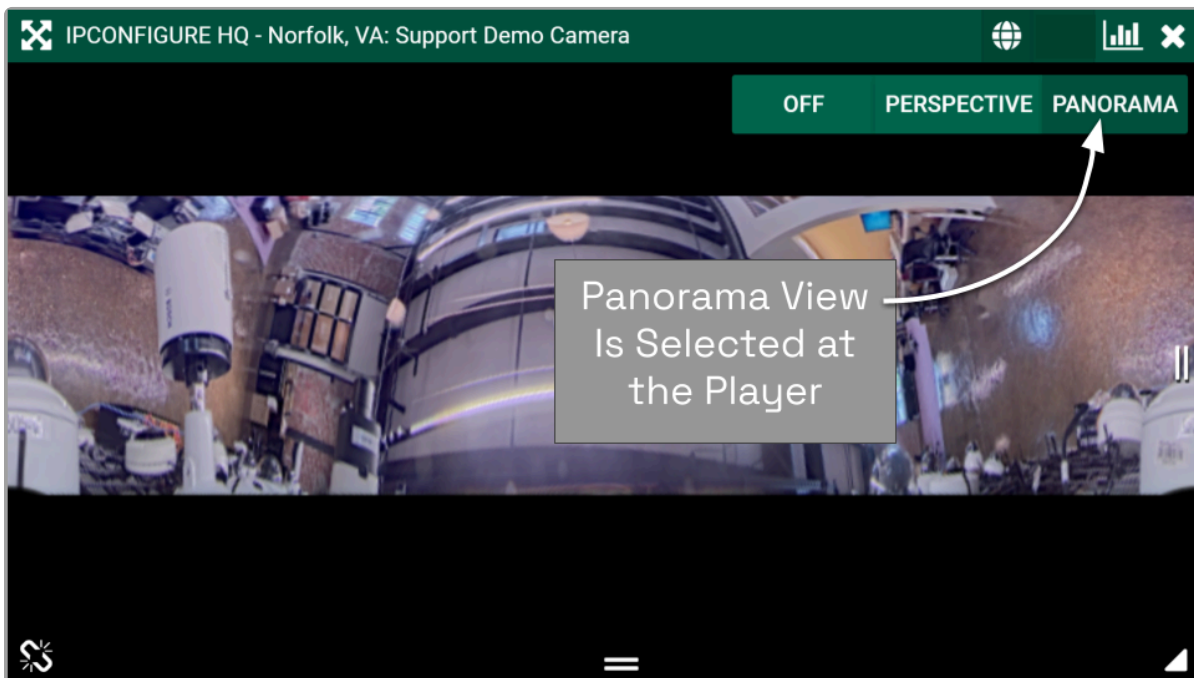 IPCONFIGURE HQ - Norfolk, VA: Support Demo Camera
OFF PERSPECTIVE PANORAMA
Panorama View
Is Selected at
the Player